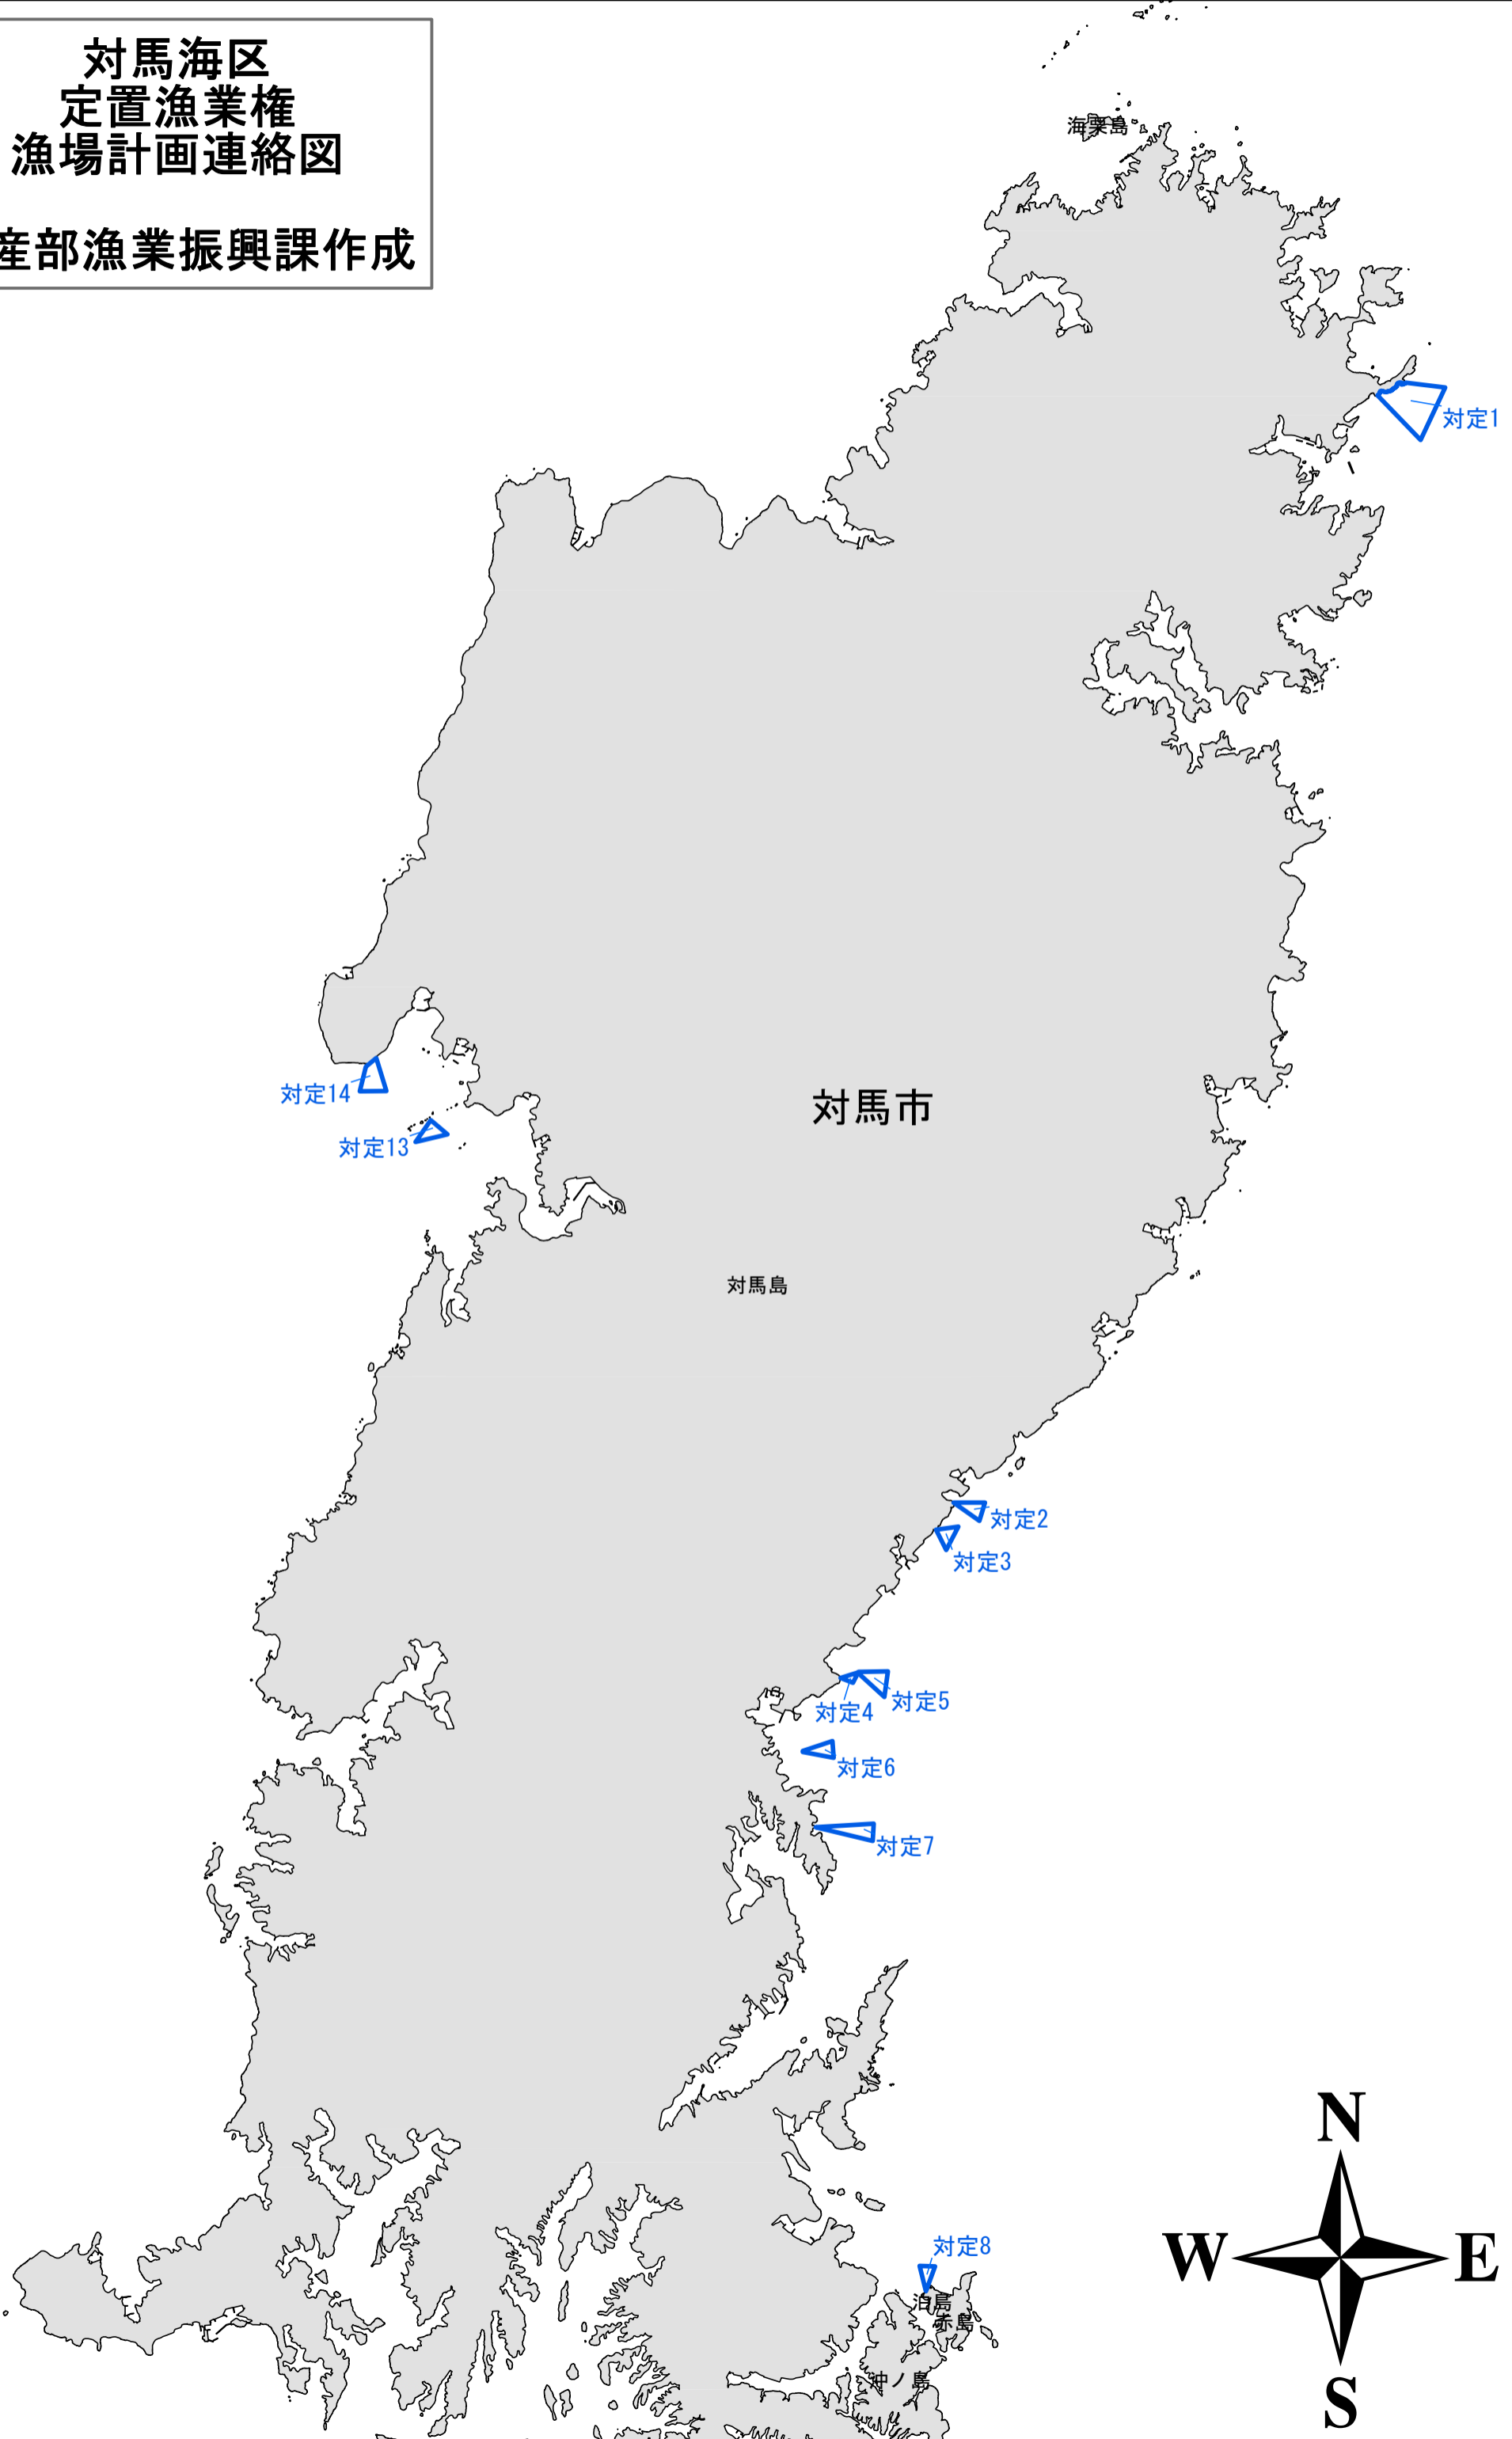 対馬海区
定置漁業権
漁場計画連絡図
産部漁業振興課作成
海栗島
対定1
対定14
対馬市
対定13
対馬島
対定2
対定3
対定5
対定4
対定6
対定7
N
対定8
W
E
泊島
赤島
沖ノ島
S